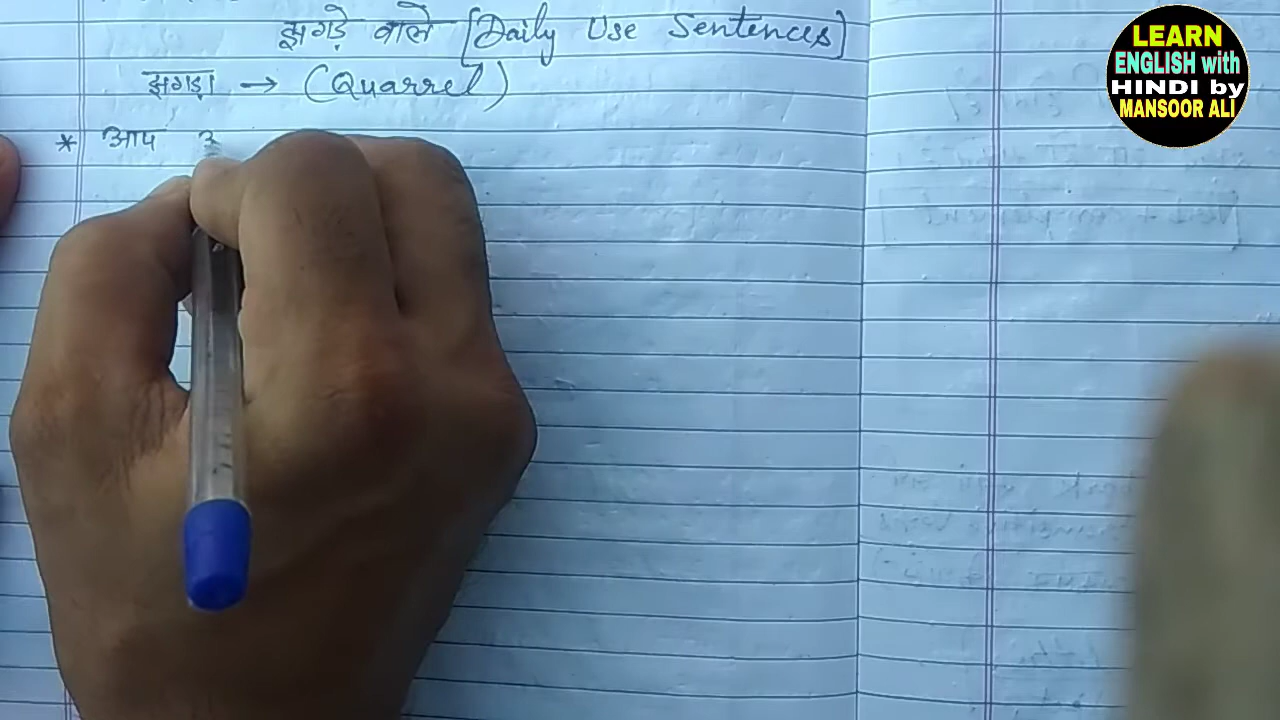 झगड़े वाले [Daily Use Sentences]
झगड़ा → (Quarrel)
* आप
LEARN
ENGLISH with
HINDI by
MANSOOR ALI